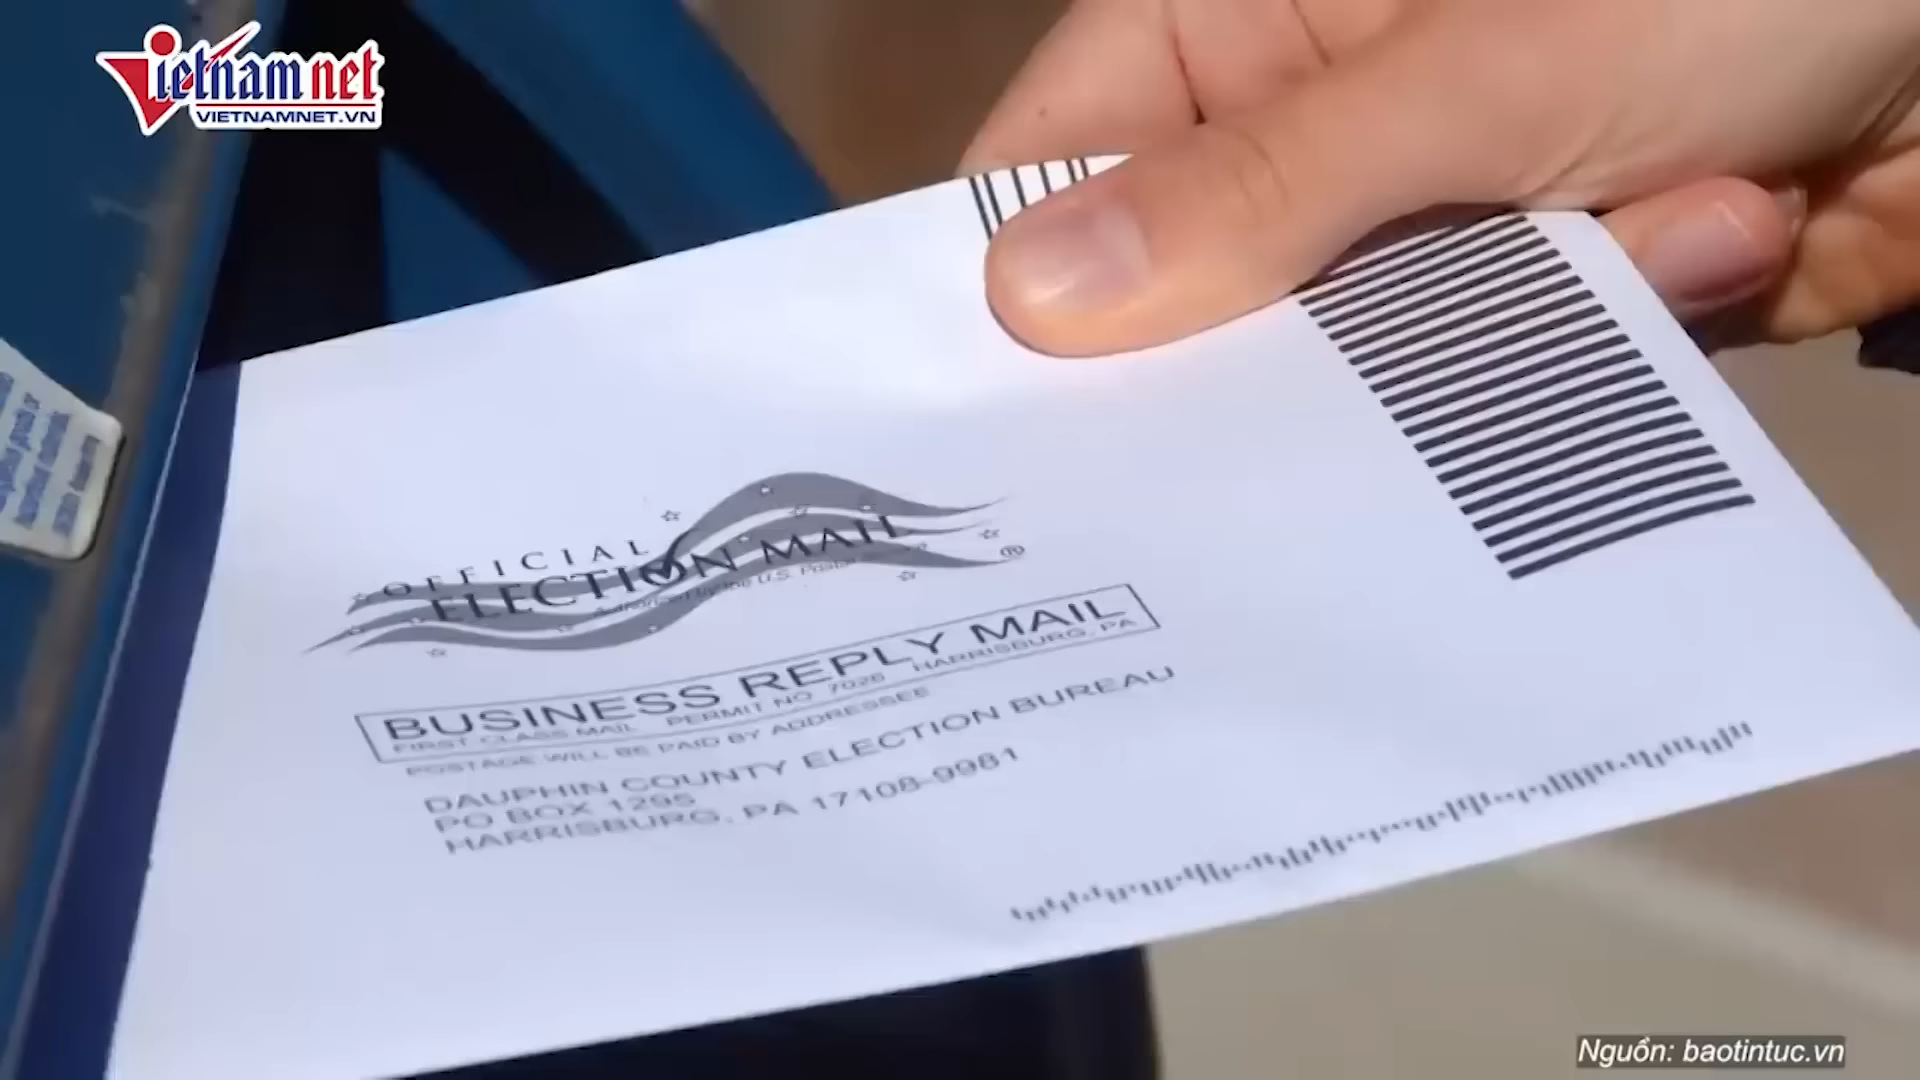 Vietnamnet
VIETNAMNET.VN
OFFICIAL
ELECTION MAIL
®
BUSINESS REPLY MAIL
FIRST CLASS MAIL PERMIT NO 7026 HARRISBURG, PA
POSTAGE WILL BE PAID BY ADDRESSEE
DAUPHIN COUNTY ELECTION BUREAU
PO BOX 1295
HARRISBURG, PA 17108-9981
Nguồn: baotintuc.vn